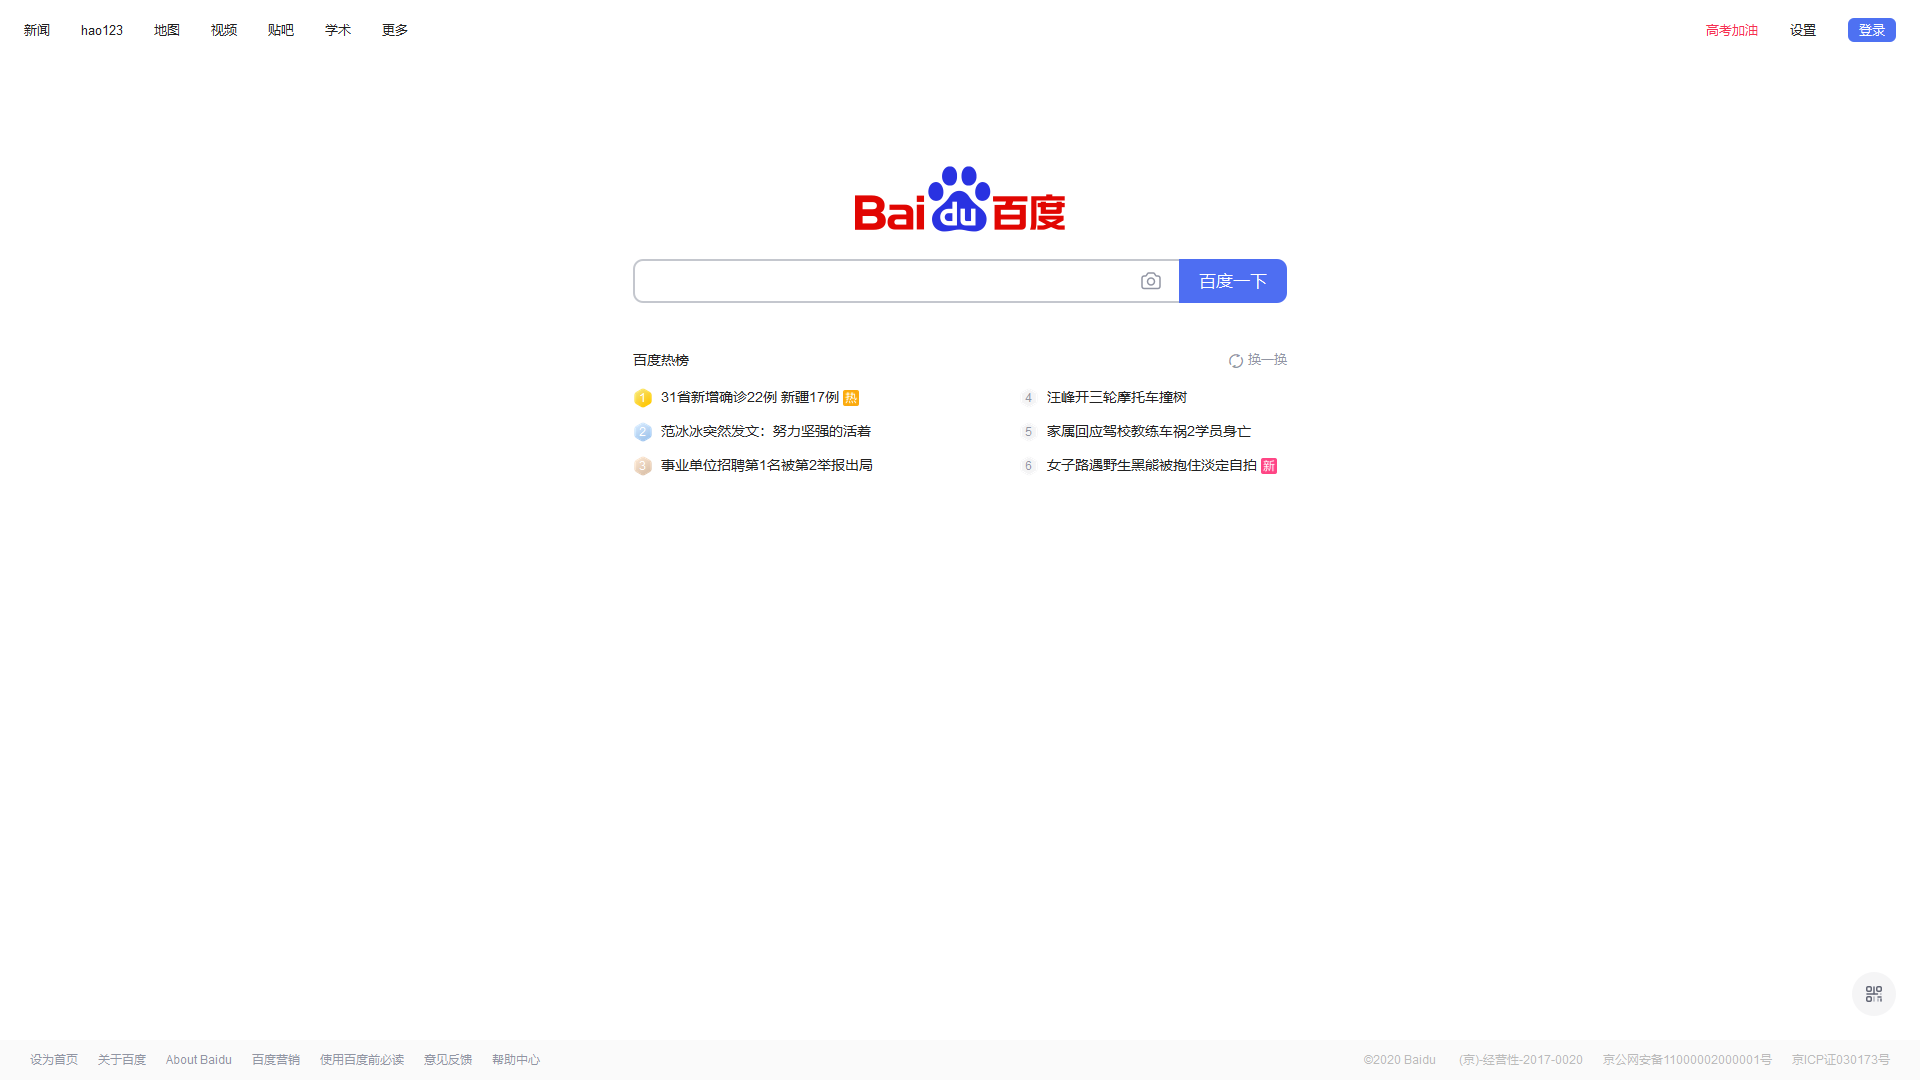 新闻 hao123 地图 视频 贴吧 学术 更多 高考加油 设置 登录
Bai du 百度
百度一下
百度热榜 换一换
1 31省新增确诊22例 新疆17例 热
2 范冰冰突然发文：努力坚强的活着
3 事业单位招聘第1名被第2举报出局
4 汪峰开三轮摩托车撞树
5 家属回应驾校教练车祸2学员身亡
6 女子路遇野生黑熊被抱住淡定自拍 新
设为首页 关于百度 About Baidu 百度营销 使用百度前必读 意见反馈 帮助中心 ©2020 Baidu (京)-经营性-2017-0020 京公网安备11000002000001号 京ICP证030173号